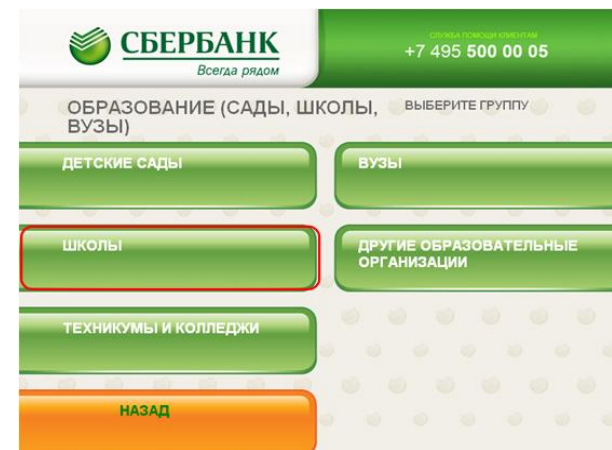 СБЕРБАНК
Всегда рядом
СЛУЖБА ПОМОЩИ КЛИЕНТАМ
+7 495 500 00 05
ОБРАЗОВАНИЕ (САДЫ, ШКОЛЫ,
ВУЗЫ)
ВЫБЕРИТЕ ГРУППУ
ДЕТСКИЕ САДЫ
ВУЗЫ
ШКОЛЫ
ДРУГИЕ ОБРАЗОВАТЕЛЬНЫЕ
ОРГАНИЗАЦИИ
ТЕХНИКУМЫ И КОЛЛЕДЖИ
НАЗАД